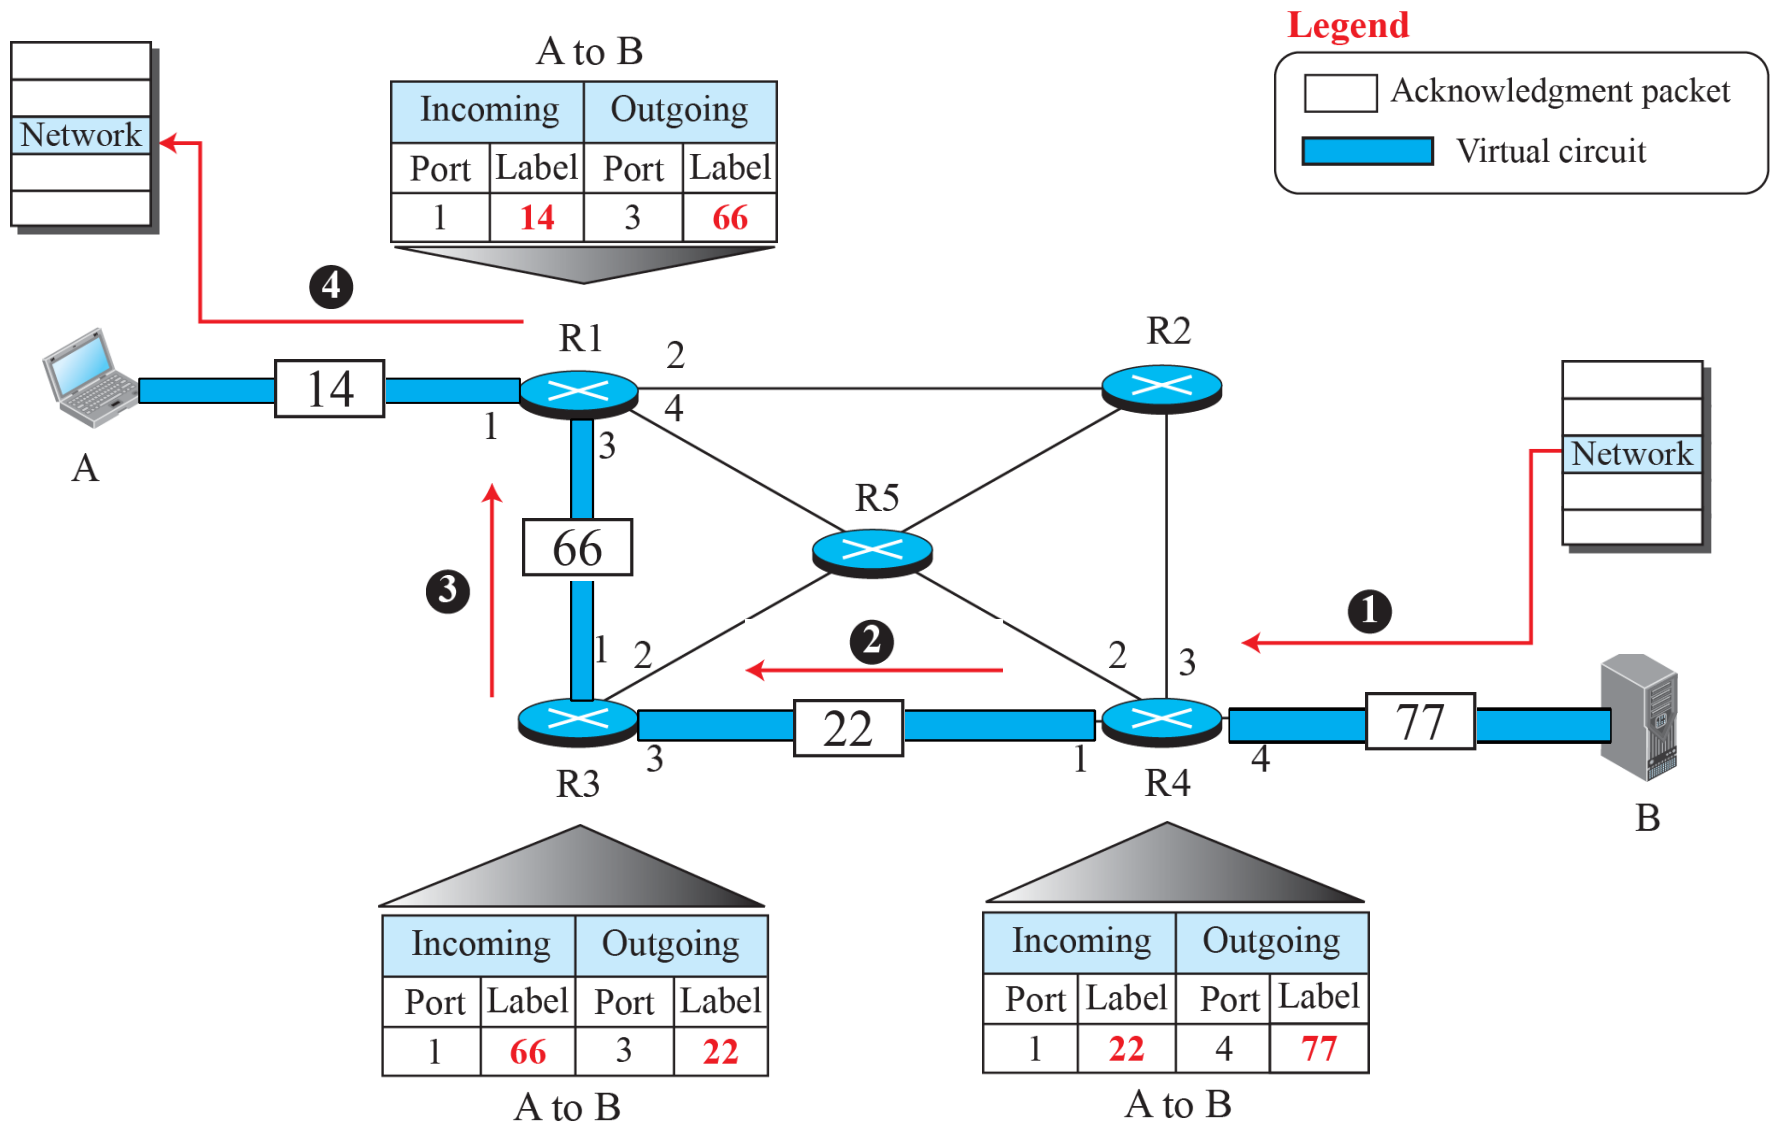 Legend
Acknowledgment packet
Virtual circuit
A to B
Incoming Outgoing
Port Label Port Label
1 14 3 66
Network
4
R1
R2
2
14
4
1
3
A
Network
R5
66
3
1
1
2
2
2
3
22
77
3
1
4
R3
R4
B
Incoming Outgoing
Port Label Port Label
1 66 3 22
A to B
Incoming Outgoing
Port Label Port Label
1 22 4 77
A to B